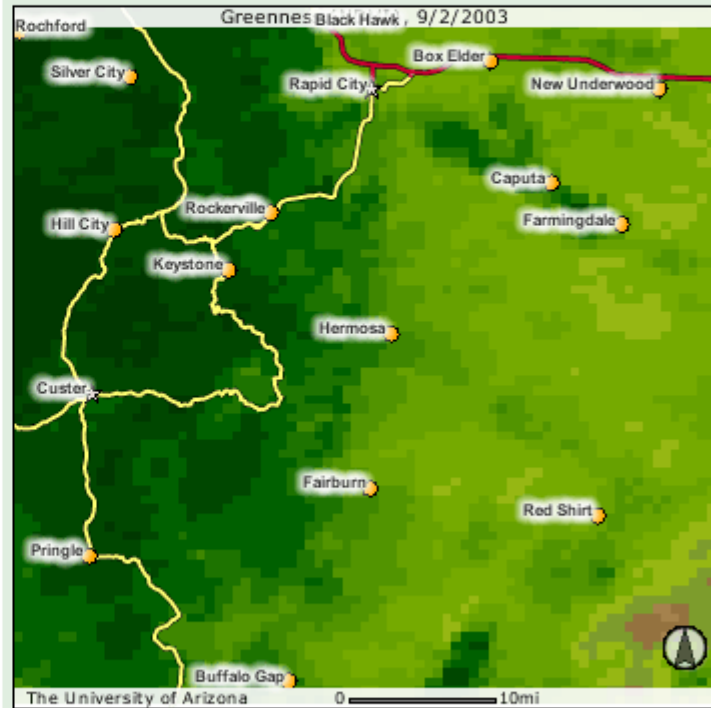 Greennes
Black Hawk
, 9/2/2003
Rochford
Box Elder
Silver City
Rapid City
New Underwood
Caputa
Rockerville
Farmingdale
Hill City
Keystone
Hermosa
Custer
Fairburn
Red Shirt
Pringle
Buffalo Gap
The University of Arizona
0
10mi